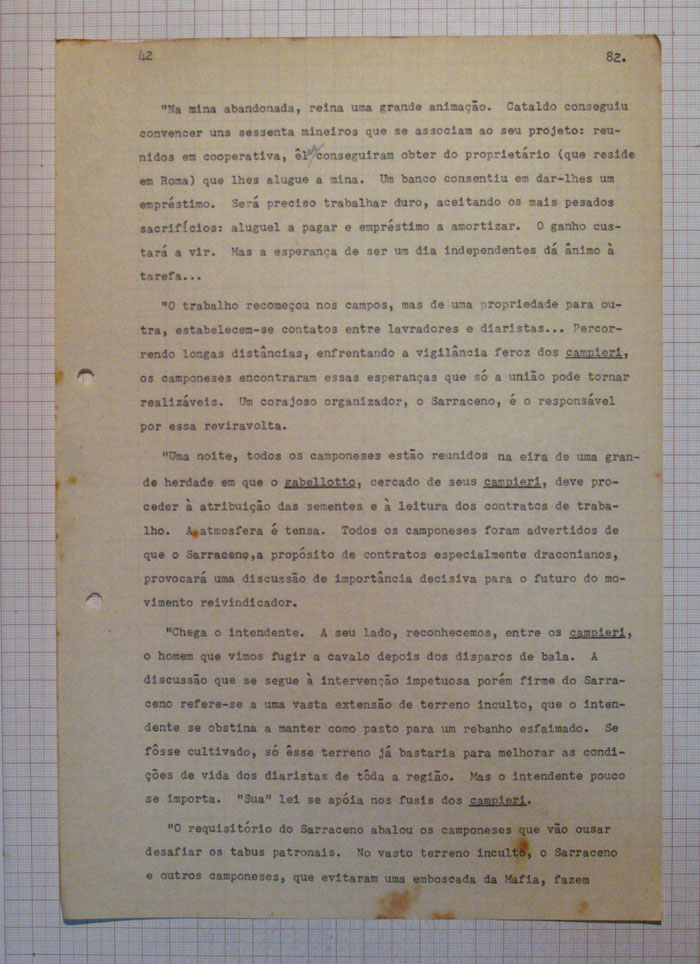 42 82.
"Na mina abandonada, reina uma grande animação. Cataldo conseguiu
convencer uns sessenta mineiros que se associam ao seu projeto: reu-
nidos em cooperativa, êles conseguiram obter do proprietário (que reside
em Roma) que lhes alugue a mina. Um banco consentiu em dar-lhes um
empréstimo. Será preciso trabalhar duro, aceitando os mais pesados
sacrifícios: aluguel a pagar e empréstimo a amortizar. O ganho cus-
tará a vir. Mas a esperança de ser um dia independentes dá ânimo à
tarefa...
"O trabalho recomeçou nos campos, mas de uma propriedade para ou-
tra, estabelecem-se contatos entre lavradores e diaristas... Percor-
rendo longas distâncias, enfrentando a vigilância feroz dos campieri,
os camponeses encontraram essas esperanças que só a união pode tornar
realizáveis. Um corajoso organizador, o Sarraceno, é o responsável
por essa reviravolta.
"Uma noite, todos os camponeses estão reunidos na eira de uma gran-
de herdade em que o gabellotto, cercado de seus campieri, deve pro-
ceder à atribuição das sementes e à leitura dos contratos de traba-
lho. A atmosfera é tensa. Todos os camponeses foram advertidos de
que o Sarraceno,a propósito de contratos especialmente draconianos,
provocará uma discussão de importância decisiva para o futuro do mo-
vimento reivindicador.
"Chega o intendente. A seu lado, reconhecemos, entre os campieri,
o homem que vimos fugir a cavalo depois dos disparos de bala. A
discussão que se segue à intervenção impetuosa porém firme do Sarra-
ceno refere-se a uma vasta extensão de terreno inculto, que o inten-
dente se obstina a manter como pasto para um rebanho esfaimado. Se
fôsse cultivado, só êsse terreno já bastaria para melhorar as condi-
ções de vida dos diaristas de tôda a região. Mas o intendente pouco
se importa. "Sua" lei se apóia nos fusis dos campieri.
"O requisitório do Sarraceno abalou os camponeses que vão ousar
desafiar os tabus patronais. No vasto terreno inculto, o Sarraceno
e outros camponeses, que evitaram uma emboscada da Mafia, fazem